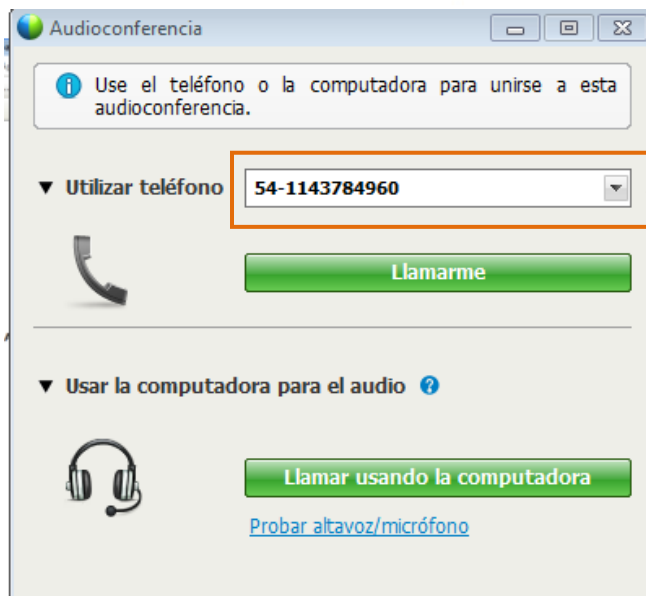 Audioconferencia
Use el teléfono o la computadora para unirse a esta
audioconferencia.
Utilizar teléfono
54-1143784960
Llamarme
Usar la computadora para el audio
Llamar usando la computadora
Probar altavoz/micrófono